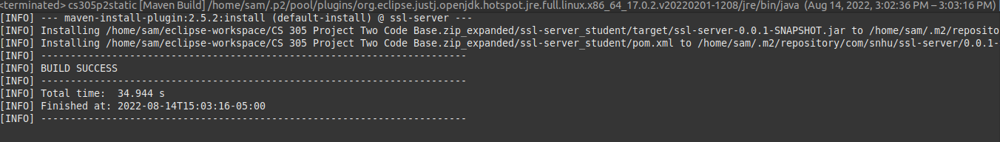 <terminated> cs305p2static [Maven Build] /home/sam/.p2/pool/plugins/org.eclipse.justj.openjdk.hotspot.jre.full.linux.x86_64_17.0.2.v20220201-1208/jre/bin/java (Aug 14, 2022, 3:02:36 PM – 3:03:16 PM)
[INFO] --- maven-install-plugin:2.5.2:install (default-install) @ ssl-server ---
[INFO] Installing /home/sam/eclipse-workspace/CS 305 Project Two Code Base.zip_expanded/ssl-server_student/target/ssl-server-0.0.1-SNAPSHOT.jar to /home/sam/.m2/reposito
[INFO] Installing /home/sam/eclipse-workspace/CS 305 Project Two Code Base.zip_expanded/ssl-server_student/pom.xml to /home/sam/.m2/repository/com/snhu/ssl-server/0.0.1-
[INFO] ------------------------------------------------------------------------
[INFO] BUILD SUCCESS
[INFO] ------------------------------------------------------------------------
[INFO] Total time:  34.944 s
[INFO] Finished at: 2022-08-14T15:03:16-05:00
[INFO] ------------------------------------------------------------------------